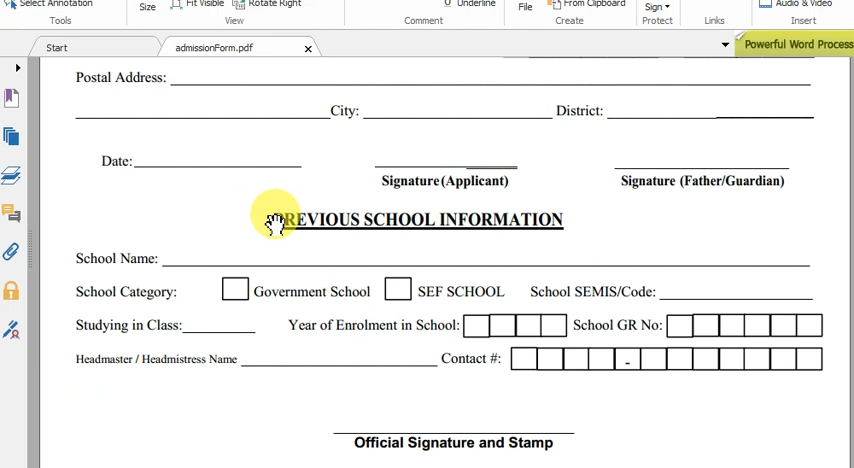 Select Annotation Size Fit Visible Rotate Right Underline File From Clipboard Sign Audio & Video
Tools View Comment Create Protect Links Insert
Start admissionForm.pdf x Powerful Word Process
Postal Address:
City: District:
Date:
Signature (Applicant) Signature (Father/Guardian)
PREVIOUS SCHOOL INFORMATION
School Name:
School Category: Government School SEF SCHOOL School SEMIS/Code:
Studying in Class: Year of Enrolment in School: School GR No:
Headmaster / Headmistress Name Contact #: -
Official Signature and Stamp